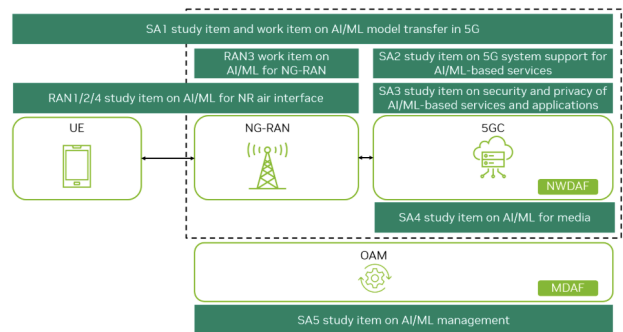 SA1 study item and work item on AI/ML model transfer in 5G
RAN3 work item on
AI/ML for NG-RAN
SA2 study item on 5G system support for
AI/ML-based services
RAN1/2/4 study item on AI/ML for NR air interface
SA3 study item on security and privacy of
AI/ML-based services and applications
UE
NG-RAN
5GC
NWDAF
SA4 study item on AI/ML for media
OAM
MDAF
SA5 study item on AI/ML management